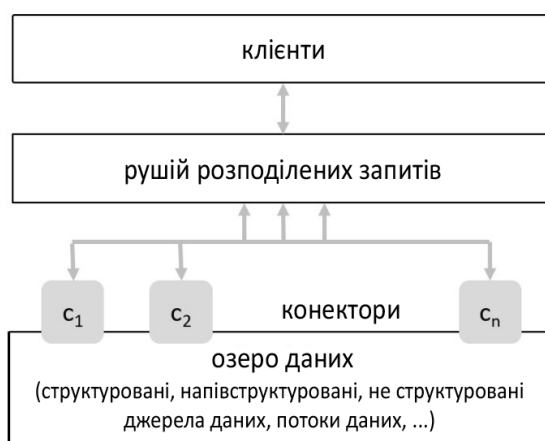 клієнти
рушій розподілених запитів
c1 c2 конектори cn
озеро даних
(структуровані, напівструктуровані, не структуровані
джерела даних, потоки даних, ...)